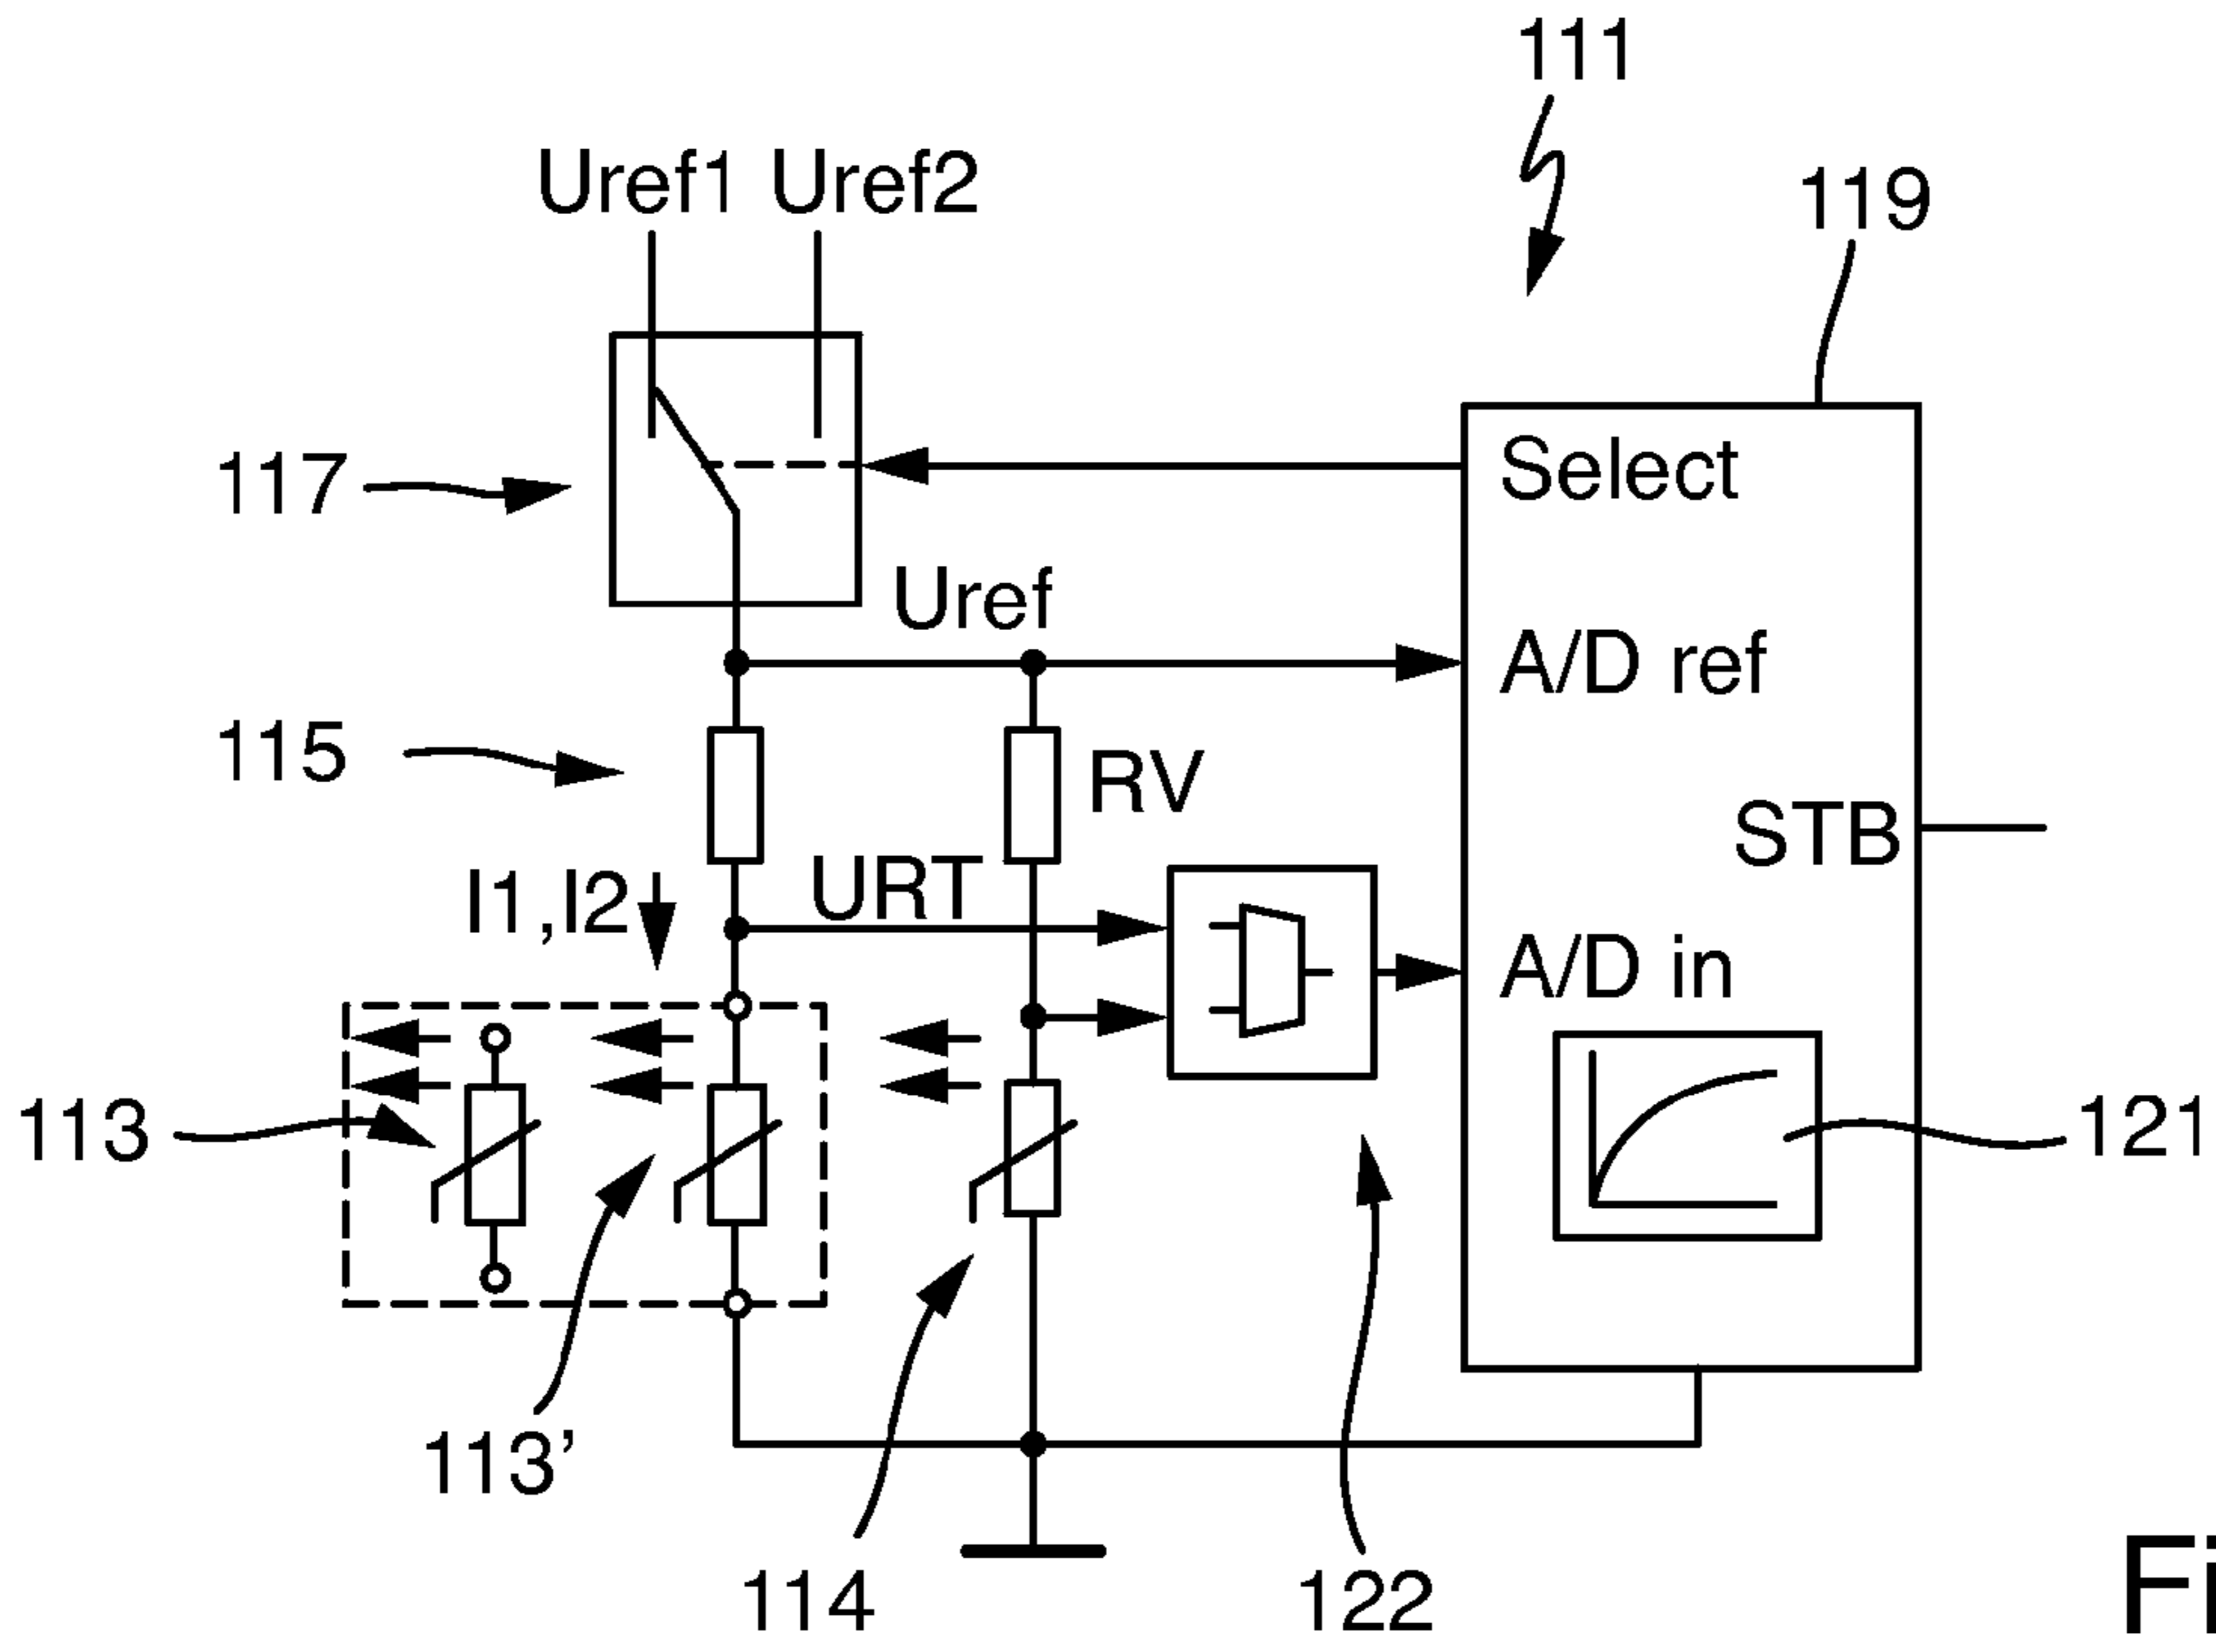 111
Uref1 Uref2
119
117
Select
Uref
A/D ref
115
RV
STB
I1,I2
URT
A/D in
113
121
113’
114
122
Fi